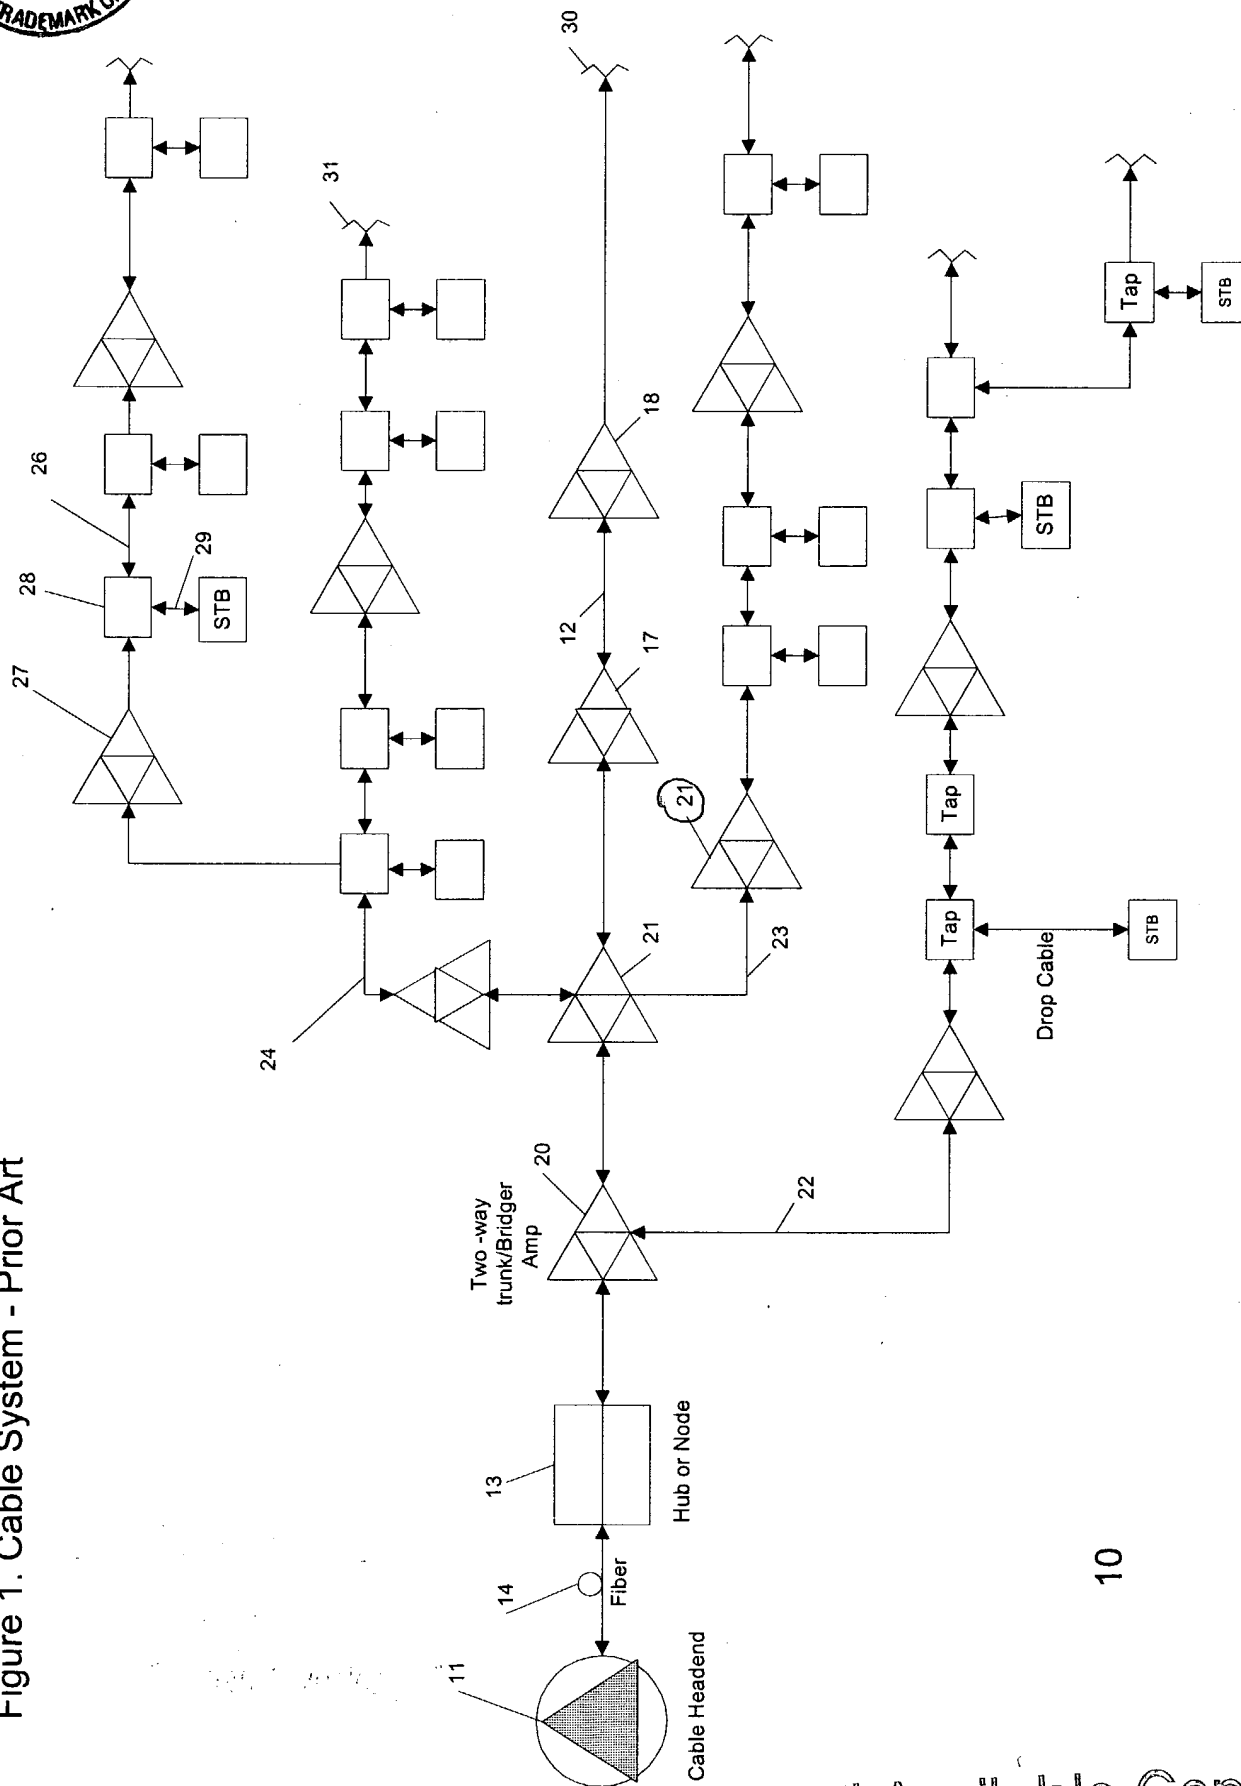 Figure 1. Cable System - Prior Art
TRADEMARK
27
28
26
29
STB
31
30
24
21
12
17
18
21
23
Two -way
trunk/Bridger
Amp
20
22
13
Hub or Node
14
Fiber
11
Cable Headend
Tap
Tap
Drop Cable
STB
STB
Tap
STB
10